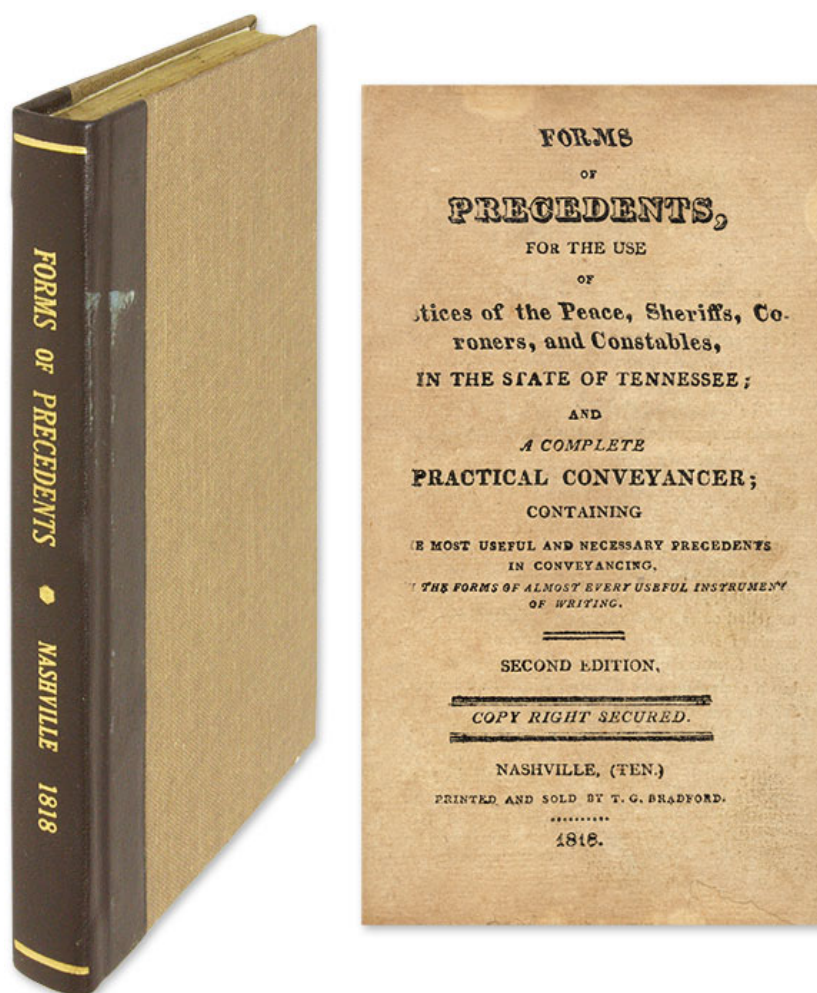 FORMS OF PRECEDENTS NASHVILLE 1818
FORMS
OF
PRECEDENTS,
FOR THE USE
OF
tices of the Peace, Sheriffs, Co-
roners, and Constables,
IN THE STATE OF TENNESSEE;
AND
A COMPLETE
PRACTICAL CONVEYANCER;
CONTAINING
E MOST USEFUL AND NECESSARY PRECEDENTS
IN CONVEYANCING,
THE FORMS OF ALMOST EVERY USEFUL INSTRUMENT
OF WRITING.
SECOND EDITION,
COPY RIGHT SECURED.
NASHVILLE, (TEN.)
PRINTED AND SOLD BY T. G. BRADFORD.
1818.